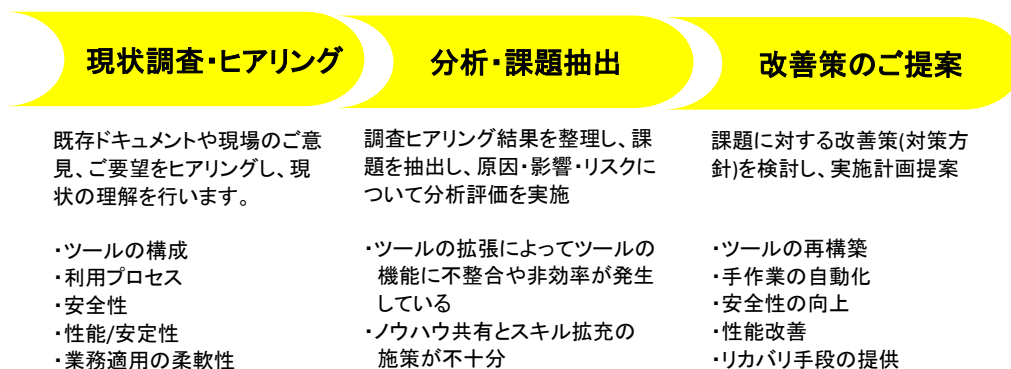 現状調査・ヒアリング
分析・課題抽出
改善策のご提案
既存ドキュメントや現場のご意
見、ご要望をヒアリングし、現
状の理解を行います。
・ツールの構成
・利用プロセス
・安全性
・性能/安定性
・業務適用の柔軟性
調査ヒアリング結果を整理し、課
題を抽出し、原因・影響・リスクに
ついて分析評価を実施
・ツールの拡張によってツールの
機能に不整合や非効率が発生
している
・ノウハウ共有とスキル拡充の
施策が不十分
課題に対する改善策(対策方
針)を検討し、実施計画提案
・ツールの再構築
・手作業の自動化
・安全性の向上
・性能改善
・リカバリ手段の提供